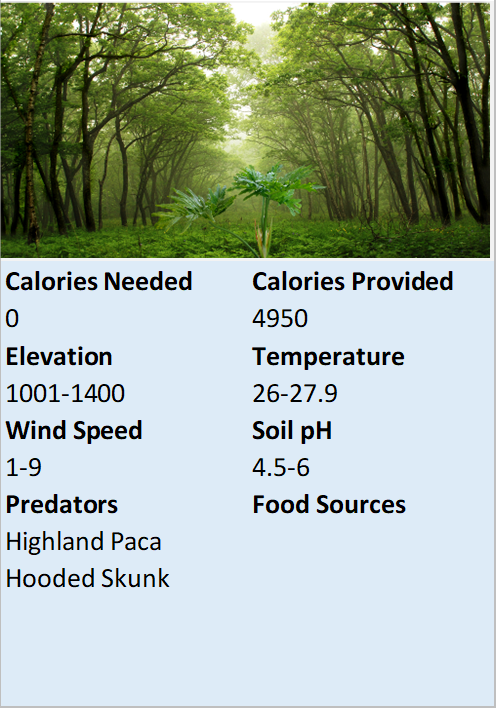 Calories Needed
Calories Provided
0
4950
Elevation
Temperature
1001-1400
26-27.9
Wind Speed
Soil pH
1-9
4.5-6
Predators
Food Sources
Highland Paca
Hooded Skunk